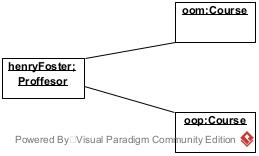 oom:Course
henryFoster:
Proffesor
oop:Course
Powered By Visual Paradigm Community Edition